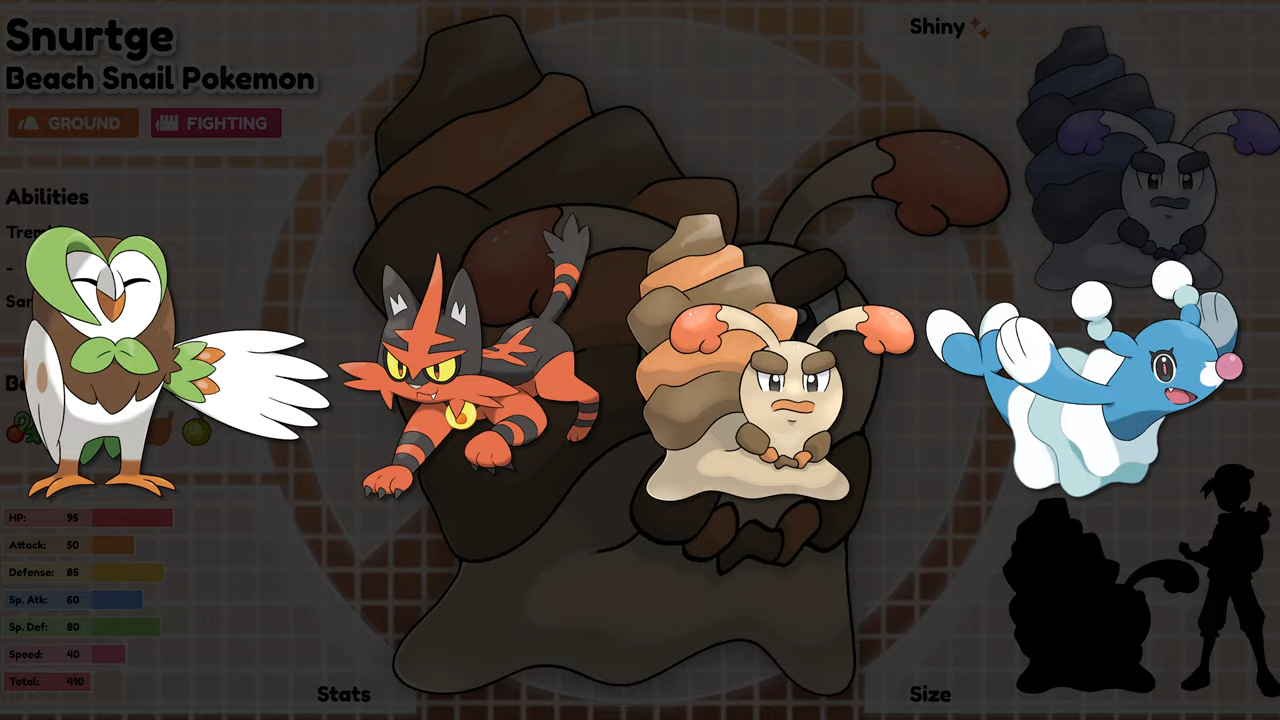 Snurtge
Beach Snail Pokemon
GROUND
FIGHTING
Shiny
Abilities
-
HP: 95
Attack: 50
Defense: 85
Sp. Atk: 60
Sp. Def: 80
Speed: 40
Total: 410
Stats
Size